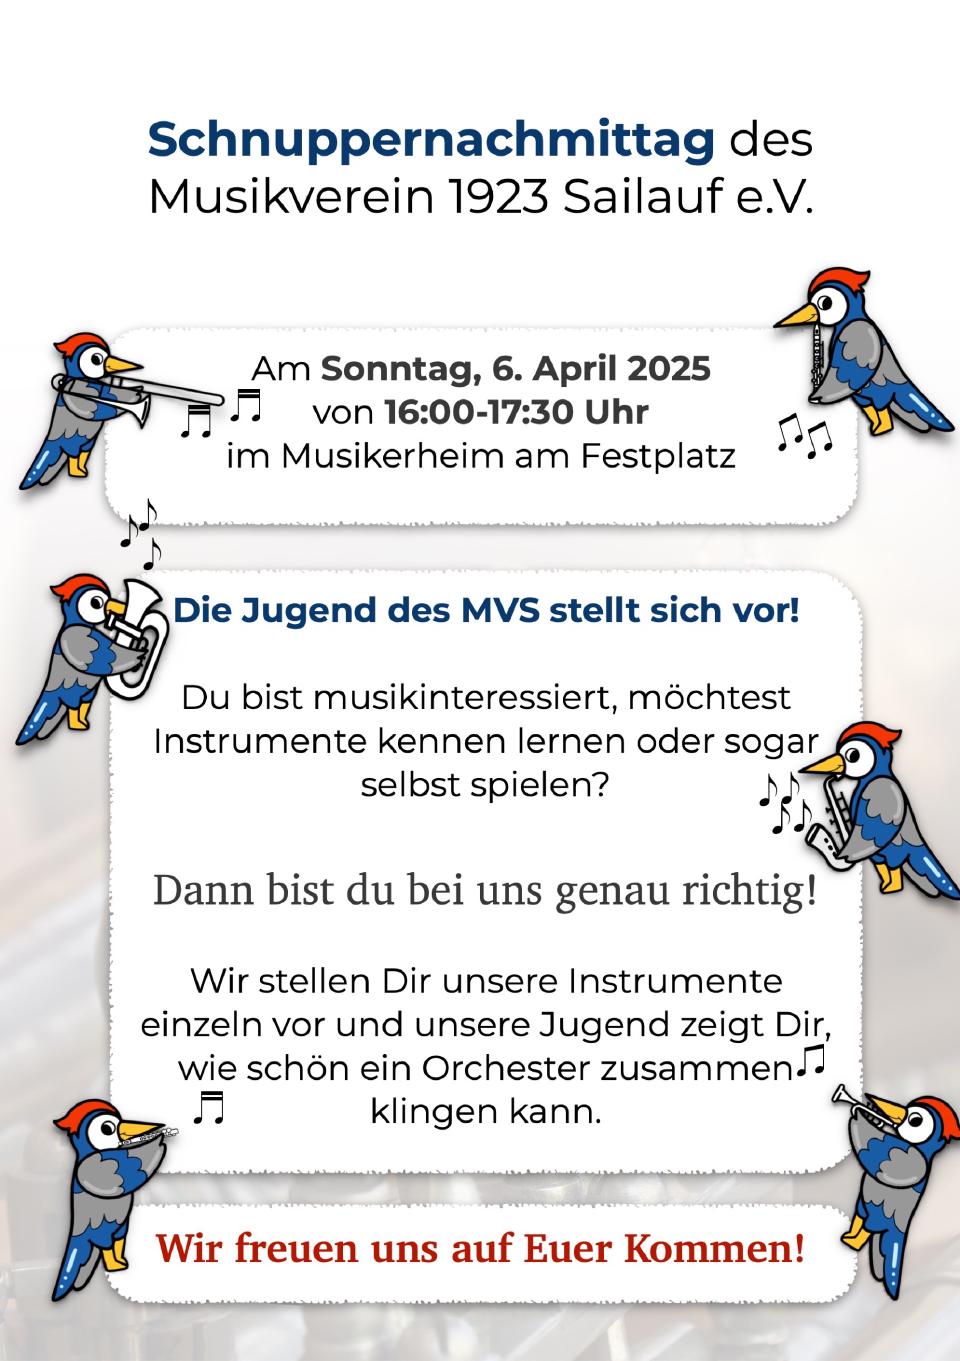 Schnuppernachmittag des
Musikverein 1923 Sailauf e.V.
Am Sonntag, 6. April 2025
von 16:00-17:30 Uhr
im Musikerheim am Festplatz
Die Jugend des MVS stellt sich vor!
Du bist musikinteressiert, möchtest
Instrumente kennen lernen oder sogar
selbst spielen?
Dann bist du bei uns genau richtig!
Wir stellen Dir unsere Instrumente
einzeln vor und unsere Jugend zeigt Dir,
wie schön ein Orchester zusammen
klingen kann.
Wir freuen uns auf Euer Kommen!